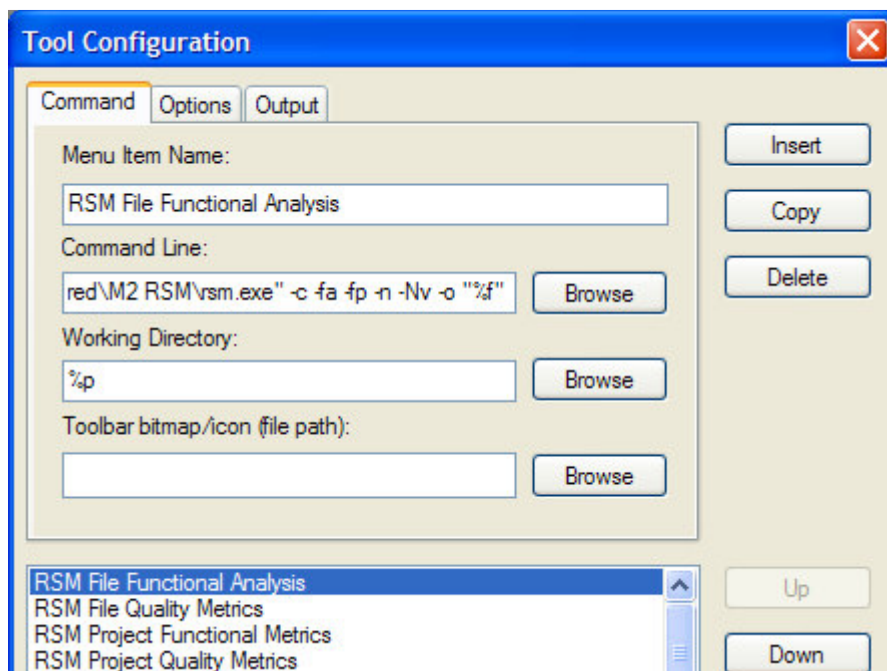 Tool Configuration
Command Options Output
Menu Item Name:
RSM File Functional Analysis
Command Line:
red\M2 RSM\rsm.exe" -c -fa -fp -n -Nv -o "%f"
Browse
Working Directory:
%p
Browse
Toolbar bitmap/icon (file path):
Browse
Insert
Copy
Delete
RSM File Functional Analysis
RSM File Quality Metrics
RSM Project Functional Metrics
RSM Project Quality Metrics
Up
Down